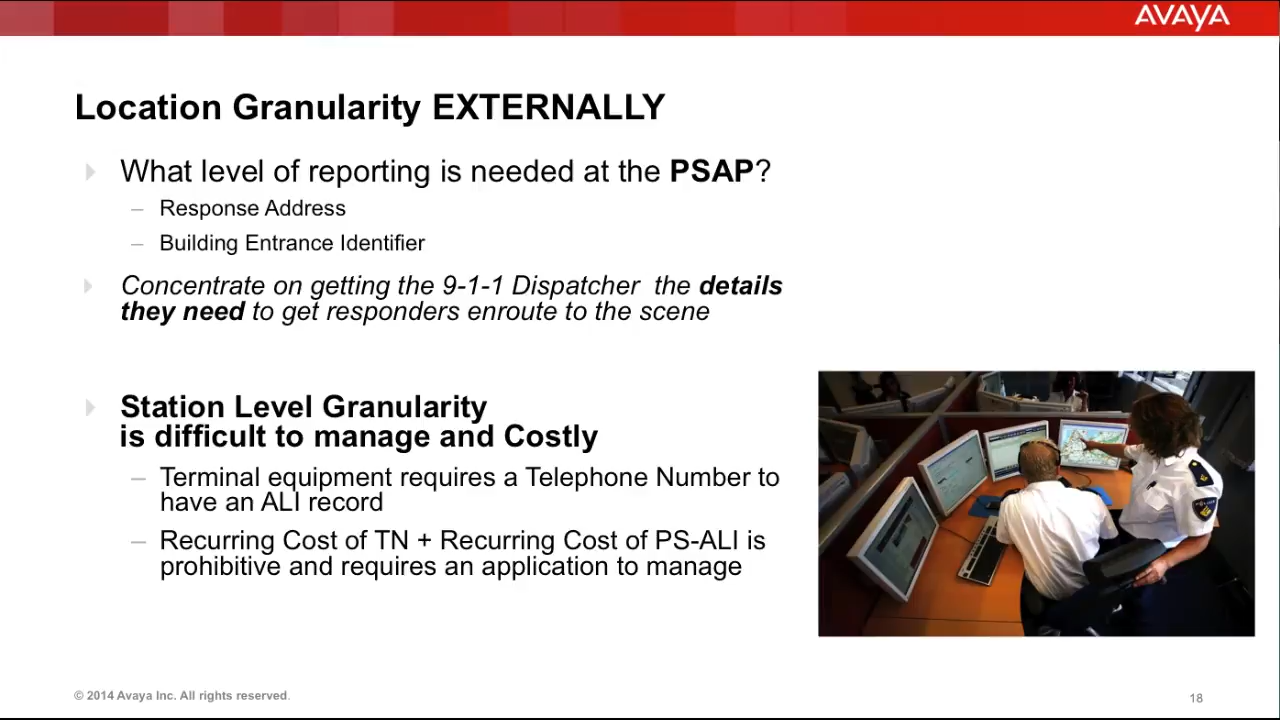 AVAYA
Location Granularity EXTERNALLY
What level of reporting is needed at the PSAP?
– Response Address
– Building Entrance Identifier
Concentrate on getting the 9-1-1 Dispatcher  the details
they need to get responders enroute to the scene
Station Level Granularity
is difficult to manage and Costly
– Terminal equipment requires a Telephone Number to
have an ALI record
– Recurring Cost of TN + Recurring Cost of PS-ALI is
prohibitive and requires an application to manage
© 2014 Avaya Inc. All rights reserved.
18